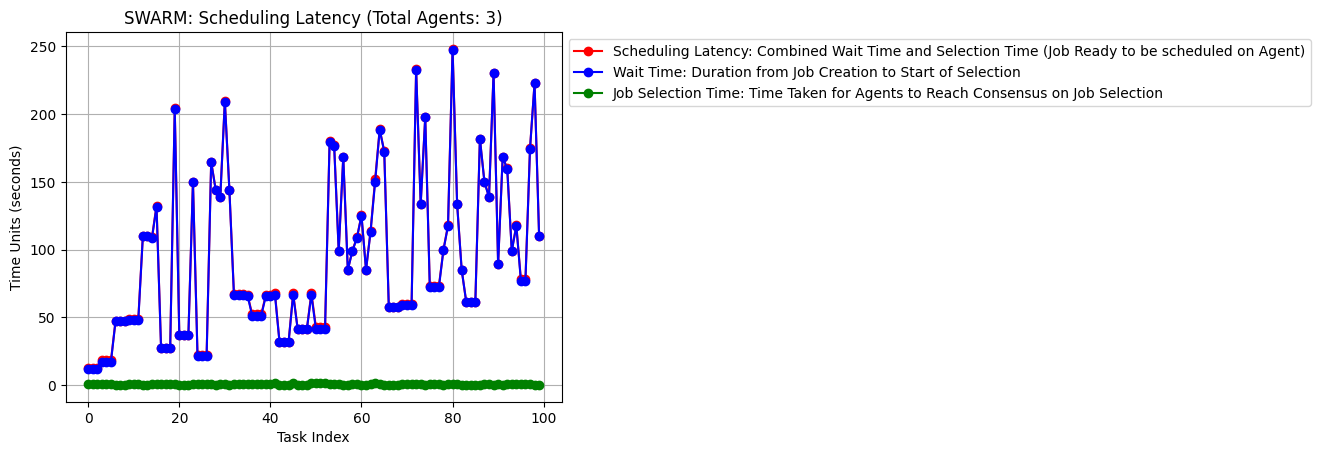 SWARM: Scheduling Latency (Total Agents: 3)
Scheduling Latency: Combined Wait Time and Selection Time (Job Ready to be scheduled on Agent)
Wait Time: Duration from Job Creation to Start of Selection
Job Selection Time: Time Taken for Agents to Reach Consensus on Job Selection
Time Units (seconds)
250
200
150
100
50
0
0 20 40 60 80 100
Task Index